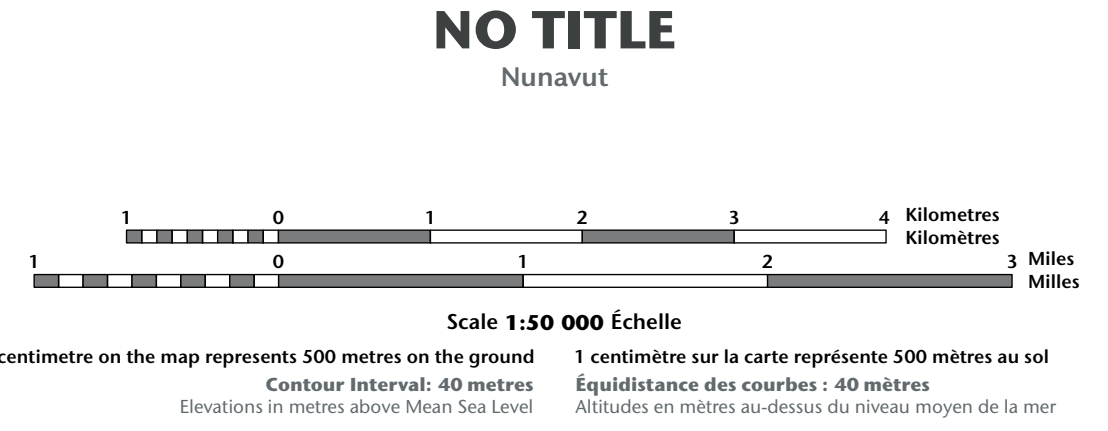 NO TITLE
Nunavut
1 0 1 2 3 4 Kilometres
Kilomètres
1 0 1 2 3 Miles
Milles
Scale 1:50 000 Échelle
centimetre on the map represents 500 metres on the ground
1 centimètre sur la carte représente 500 mètres au sol
Contour Interval: 40 metres
Équidistance des courbes : 40 mètres
Elevations in metres above Mean Sea Level
Altitudes en mètres au-dessus du niveau moyen de la mer